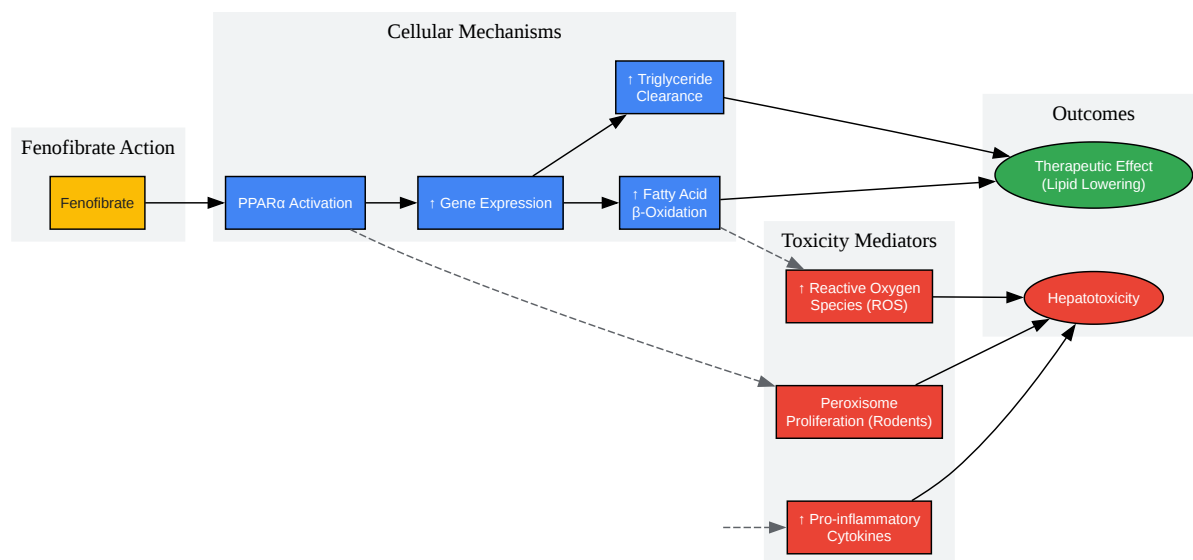 Cellular Mechanisms
↑ Triglyceride
Clearance
Outcomes
Fenofibrate Action
Therapeutic Effect
(Lipid Lowering)
Fenofibrate
PPARα Activation
↑ Gene Expression
↑ Fatty Acid
β-Oxidation
Toxicity Mediators
↑ Reactive Oxygen
Species (ROS)
Hepatotoxicity
Peroxisome
Proliferation (Rodents)
↑ Pro-inflammatory
Cytokines